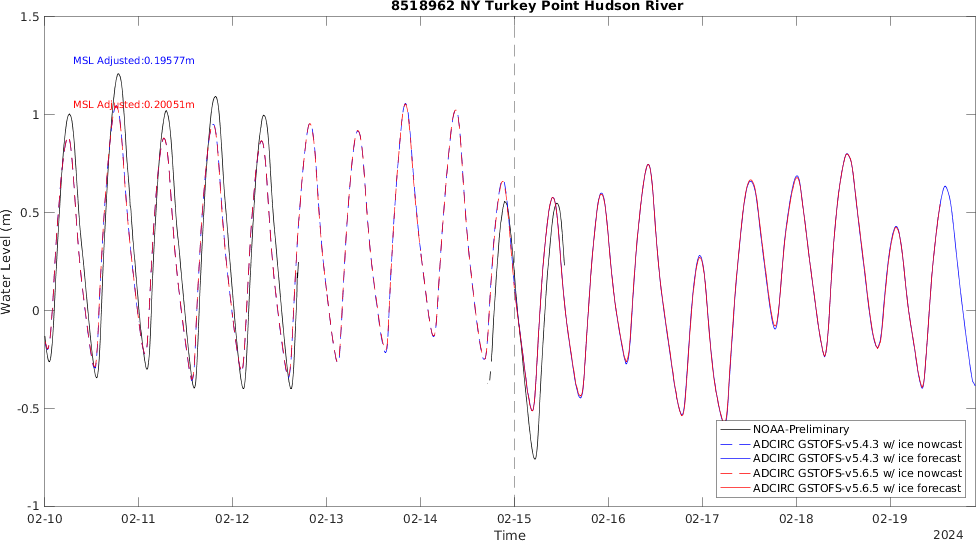 8518962 NY Turkey Point Hudson River
1.5
MSL Adjusted:0.19577m
MSL Adjusted:0.20051m
1
0.5
0
-0.5
-1
Water Level (m)
NOAA-Preliminary
ADCIRC GSTOFS-v5.4.3 w/ ice nowcast
ADCIRC GSTOFS-v5.4.3 w/ ice forecast
ADCIRC GSTOFS-v5.6.5 w/ ice nowcast
ADCIRC GSTOFS-v5.6.5 w/ ice forecast
02-10 02-11 02-12 02-13 02-14 02-15 02-16 02-17 02-18 02-19
Time
2024